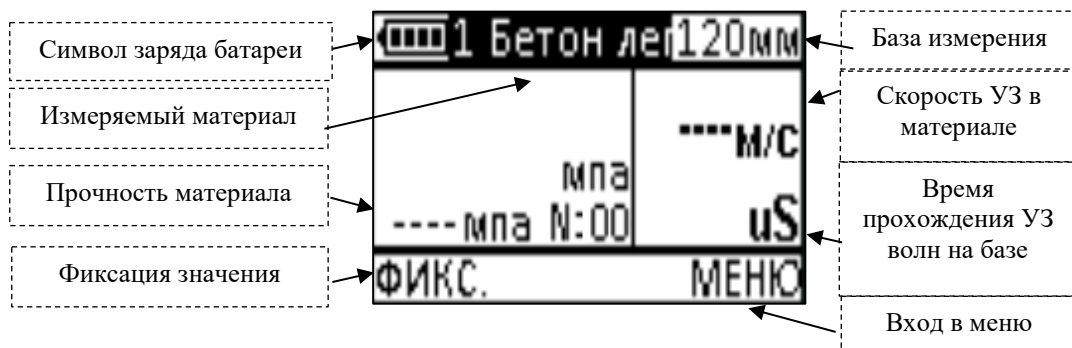 Символ заряда батареи
Измеряемый материал
Прочность материала
Фиксация значения
1 Бетон лег 120мм
----м/с
мпа
----мпа N:00
uS
ФИКС. МЕНЮ
База измерения
Скорость УЗ в
материале
Время
прохождения УЗ
волн на базе
Вход в меню